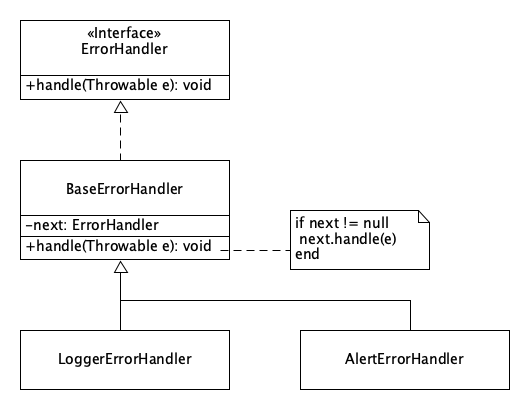 «Interface»
ErrorHandler
+handle(Throwable e): void
BaseErrorHandler
-next: ErrorHandler
+handle(Throwable e): void
if next != null
next.handle(e)
end
LoggerErrorHandler
AlertErrorHandler